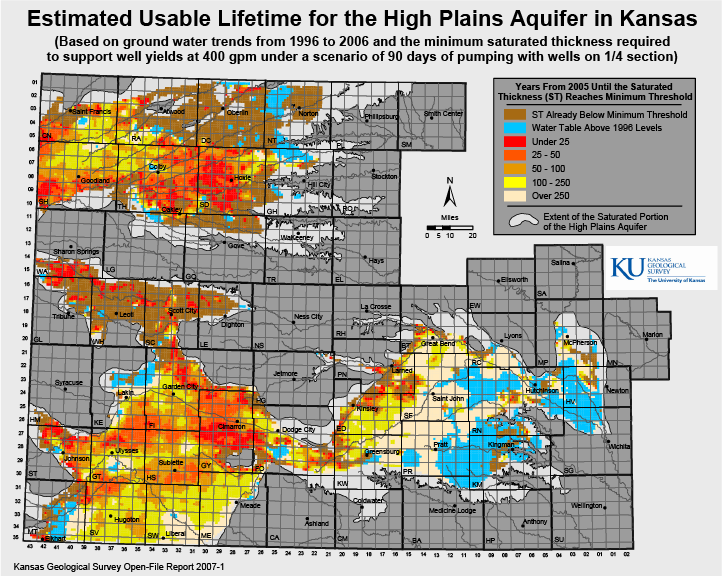 Estimated Usable Lifetime for the High Plains Aquifer in Kansas
(Based on ground water trends from 1996 to 2006 and the minimum saturated thickness required
to support well yields at 400 gpm under a scenario of 90 days of pumping with wells on 1/4 section)
Years From 2005 Until the Saturated
Thickness (ST) Reaches Minimum Threshold
ST Already Below Minimum Threshold
Water Table Above 1996 Levels
Under 25
25 - 50
50 - 100
100 - 250
Over 250
Extent of the Saturated Portion
of the High Plains Aquifer
N
Miles
0 5 10 20
KU KANSAS
GEOLOGICAL
SURVEY
The University of Kansas
01
02
03
04
05
06
07
08
09
10
11
12
13
14
15
16
17
18
19
20
21
22
23
24
25
26
27
28
29
30
31
32
33
34
35
Saint Francis
Atwood
Oberlin
Norton
Phillipsburg
Smith Center
CN
RA
DC
NT
PL
SM
Goodland
Colby
Hoxie
Hill City
Stockton
SH
TH
Oakley
SD
GH
RO
Sharon Springs
Gove
WaKeeney
Hays
WA
LG
GO
TR
EL
Tribune
Leoti
Scott City
Dighton
Ness City
La Crosse
GL
WH
SC
LE
NS
RH
Ellsworth
Salina
EW
SA
Great Bend
BT
Lyons
RC
McPherson
MP
Marion
MN
Syracuse
Lakin
Garden City
Jetmore
Larned
PN
HM
KE
FI
HG
Cimarron
Dodge City
Kinsley
ED
Saint John
SF
Hutchinson
RN
Newton
HV
Johnson
Ulysses
Sublette
Greensburg
Pratt
Kingman
Wichita
ST
GT
HS
GY
FO
KW
PR
KM
SG
Elkhart
Hugoton
Liberal
Meade
Ashland
Coldwater
Medicine Lodge
Anthony
Wellington
MT
SV
SW
ME
CA
CM
BA
HP
SU
43 42 41 40 39 38 37 36 35 34 33 32 31 30 29 28 27 26 25 24 23 22 21 20 19 18 17 16 15 14 13 12 11 10 09 08 07 06 05 04 03 02 01 01 02
Kansas Geological Survey Open-File Report 2007-1